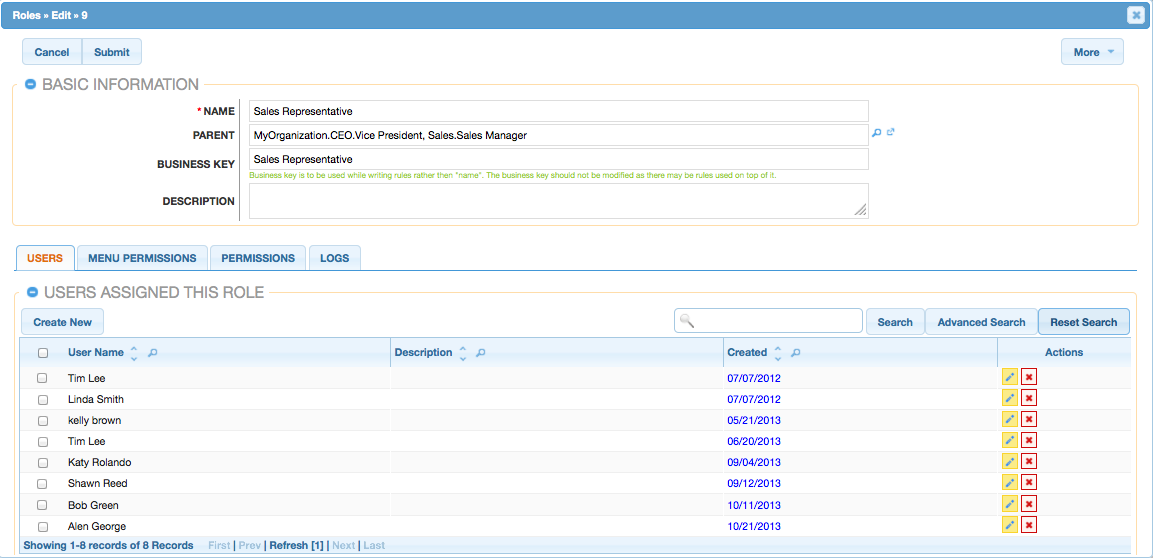 Roles » Edit » 9
Cancel Submit More
BASIC INFORMATION
* NAME Sales Representative
PARENT MyOrganization.CEO.Vice President, Sales.Sales Manager
BUSINESS KEY Sales Representative
Business key is to be used while writing rules rather then "name". The business key should not be modified as there may be rules used on top of it.
DESCRIPTION
USERS MENU PERMISSIONS PERMISSIONS LOGS
USERS ASSIGNED THIS ROLE
Create New Search Advanced Search Reset Search
User Name Description Created Actions
Tim Lee 07/07/2012
Linda Smith 07/07/2012
kelly brown 05/21/2013
Tim Lee 06/20/2013
Katy Rolando 09/04/2013
Shawn Reed 09/12/2013
Bob Green 10/11/2013
Alen George 10/21/2013
Showing 1-8 records of 8 Records First | Prev | Refresh [1] | Next | Last